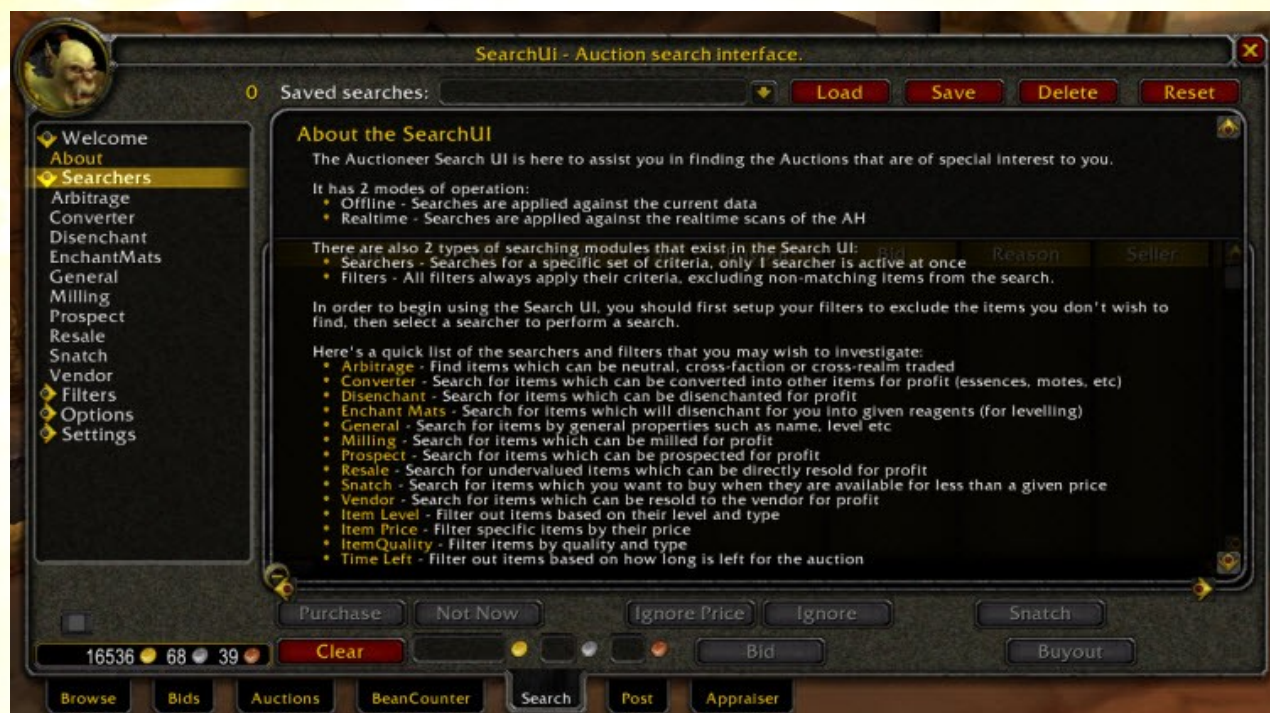 SearchUi - Auction search interface.
0 Saved searches: Load Save Delete Reset
Welcome
About
Searchers
Arbitrage
Converter
Disenchant
EnchantMats
General
Milling
Prospect
Resale
Snatch
Vendor
Filters
Options
Settings
About the SearchUI
The Auctioneer Search UI is here to assist you in finding the Auctions that are of special interest to you.
It has 2 modes of operation:
Offline - Searches are applied against the current data
Realtime - Searches are applied against the realtime scans of the AH
There are also 2 types of searching modules that exist in the Search UI:
Bid Reason Seller
Searchers - Searches for a specific set of criteria, only 1 searcher is active at once
Filters - All filters always apply their criteria, excluding non-matching items from the search.
In order to begin using the Search UI, you should first setup your filters to exclude the items you don't wish to
find, then select a searcher to perform a search.
Here's a quick list of the searchers and filters that you may wish to investigate:
* Arbitrage - Find items which can be neutral, cross-faction or cross-realm traded
* Converter - Search for items which can be converted into other items for profit (essences, motes, etc)
* Disenchant - Search for items which can be disenchanted for profit
* Enchant Mats - Search for items which will disenchant for you into given reagents (for levelling)
* General - Search for items by general properties such as name, level etc
* Milling - Search for items which can be milled for profit
* Prospect - Search for items which can be prospected for profit
* Resale - Search for undervalued items which can be directly resold for profit
* Snatch - Search for items which you want to buy when they are available for less than a given price
* Vendor - Search for items which can be resold to the vendor for profit
* Item Level - Filter out items based on their level and type
* Item Price - Filter specific items by their price
* ItemQuality - Filter items by quality and type
* Time Left - Filter out items based on how long is left for the auction
Purchase Not Now Ignore Price Ignore Snatch
16536 68 39 Clear Bid Buyout
Browse Bids Auctions BeanCounter Search Post Appraiser